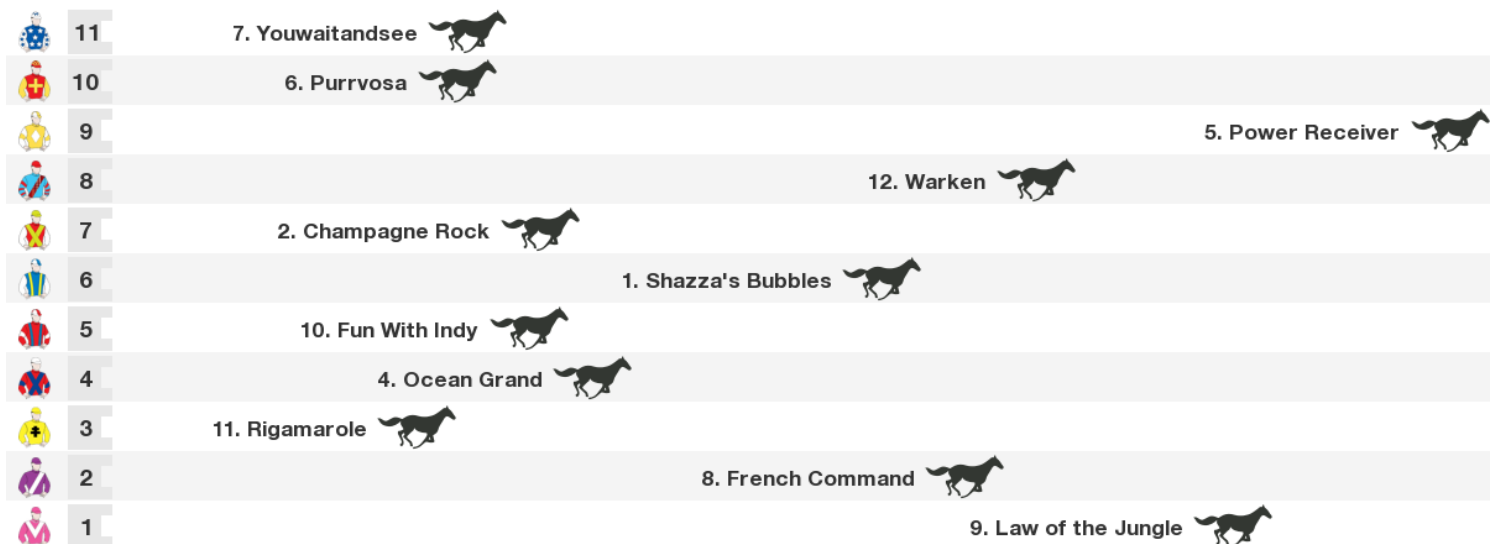 11 7. Youwaitandsee
10 6. Purrvosa
9 5. Power Receiver
8 12. Warken
7 2. Champagne Rock
6 1. Shazza's Bubbles
5 10. Fun With Indy
4 4. Ocean Grand
3 11. Rigamarole
2 8. French Command
1 9. Law of the Jungle